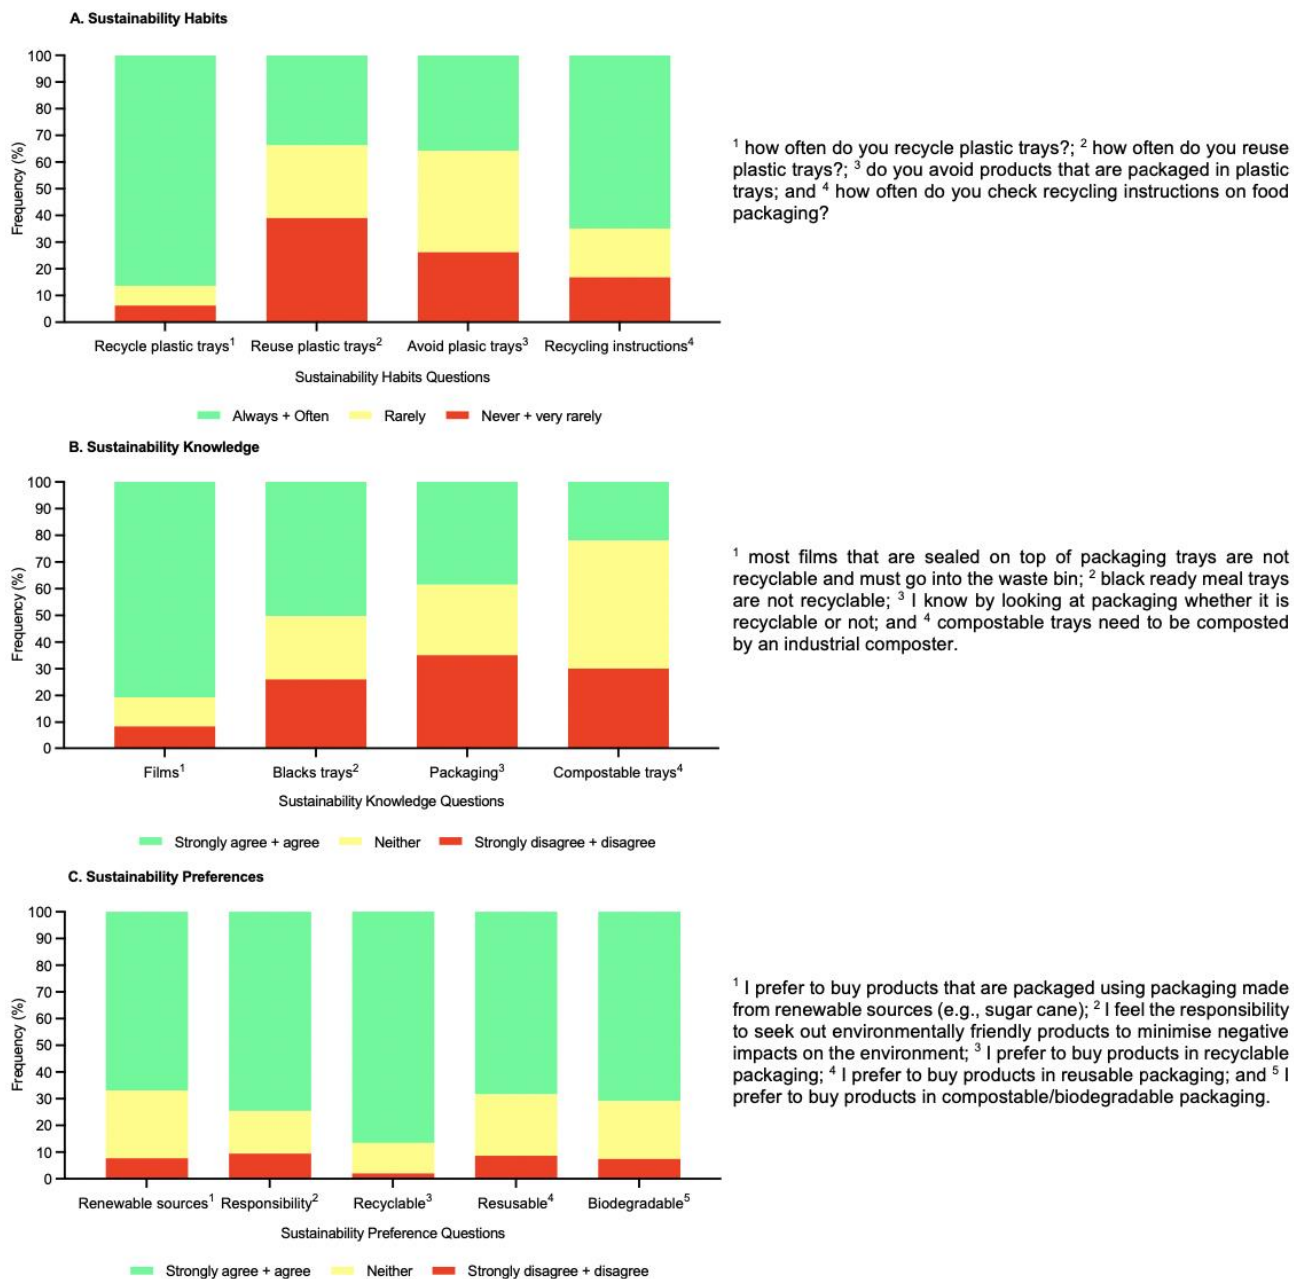 A. Sustainability Habits
100
90
80
70
60
50
40
30
20
10
0
Frequency (%)
Recycle plastic trays¹ Reuse plastic trays² Avoid plasic trays³ Recycling instructions⁴
Sustainability Habits Questions
Always + Often Rarely Never + very rarely
¹ how often do you recycle plastic trays?; ² how often do you reuse
plastic trays?; ³ do you avoid products that are packaged in plastic
trays; and ⁴ how often do you check recycling instructions on food
packaging?
B. Sustainability Knowledge
100
90
80
70
60
50
40
30
20
10
0
Frequency (%)
Films¹ Blacks trays² Packaging³ Compostable trays⁴
Sustainability Knowledge Questions
Strongly agree + agree Neither Strongly disagree + disagree
¹ most films that are sealed on top of packaging trays are not
recyclable and must go into the waste bin; ² black ready meal trays
are not recyclable; ³ I know by looking at packaging whether it is
recyclable or not; and ⁴ compostable trays need to be composted
by an industrial composter.
C. Sustainability Preferences
100
90
80
70
60
50
40
30
20
10
0
Frequency (%)
Renewable sources¹ Responsibility² Recyclable³ Resusable⁴ Biodegradable⁵
Sustainability Preference Questions
Strongly agree + agree Neither Strongly disagree + disagree
¹ I prefer to buy products that are packaged using packaging made
from renewable sources (e.g., sugar cane); ² I feel the responsibility
to seek out environmentally friendly products to minimise negative
impacts on the environment; ³ I prefer to buy products in recyclable
packaging; ⁴ I prefer to buy products in reusable packaging; and ⁵ I
prefer to buy products in compostable/biodegradable packaging.